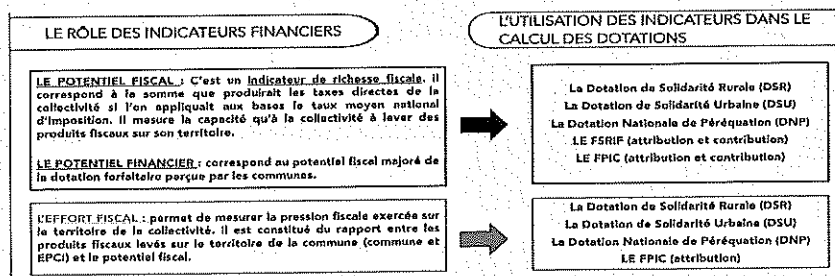 LE RÔLE DES INDICATEURS FINANCIERS
L'UTILISATION DES INDICATEURS DANS LE
CALCUL DES DOTATIONS
LE POTENTIEL FISCAL : C'est un indicateur de richesse fiscale. Il
correspond à la somme que produirait les taxes directes de la
collectivité si l'on appliquait aux bases le taux moyen national
d'imposition. Il mesure la capacité qu'à la collectivité à lever des
produits fiscaux sur son territoire.
LE POTENTIEL FINANCIER : correspond au potentiel fiscal majoré de
la dotation forfaitaire perçue par les communes.
La Dotation de Solidarité Rurale (DSR)
La Dotation de Solidarité Urbaine (DSU)
La Dotation Nationale de Péréquation (DNP)
LE FSRIF (attribution et contribution)
LE FPIC (attribution et contribution)
L'EFFORT FISCAL : permet de mesurer la pression fiscale exercée sur
le territoire de la collectivité. Il est constitué du rapport entre les
produits fiscaux levés sur le territoire de la commune (commune et
EPCI) et le potentiel fiscal.
La Dotation de Solidarité Rurale (DSR)
La Dotation de Solidarité Urbaine (DSU)
La Dotation Nationale de Péréquation (DNP)
LE FPIC (attribution)